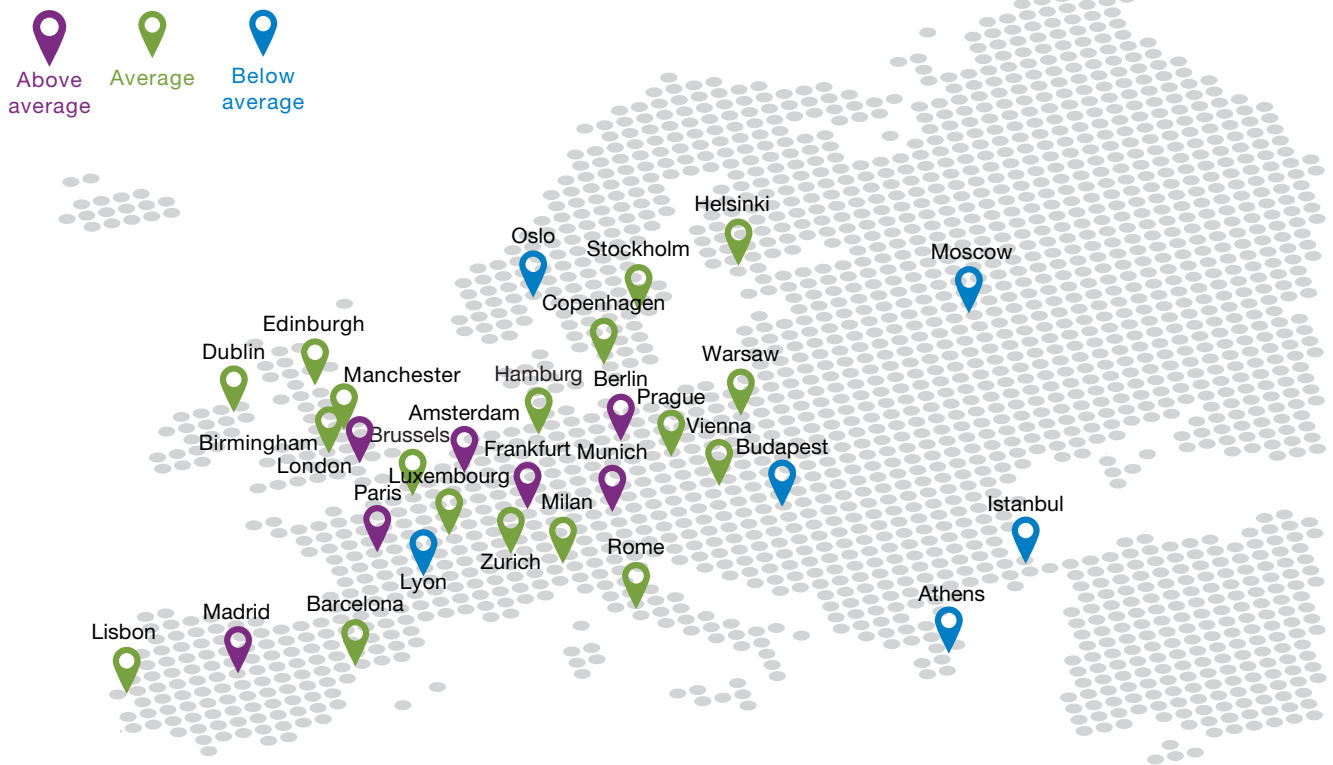 Above
average
Average
Below
average
Helsinki
Oslo
Stockholm
Moscow
Copenhagen
Edinburgh
Dublin
Warsaw
Manchester
Hamburg
Berlin
Prague
Amsterdam
Vienna
Birmingham
Brussels
Budapest
Frankfurt
Munich
London
Luxembourg
Paris
Milan
Istanbul
Rome
Zurich
Lyon
Athens
Barcelona
Madrid
Lisbon